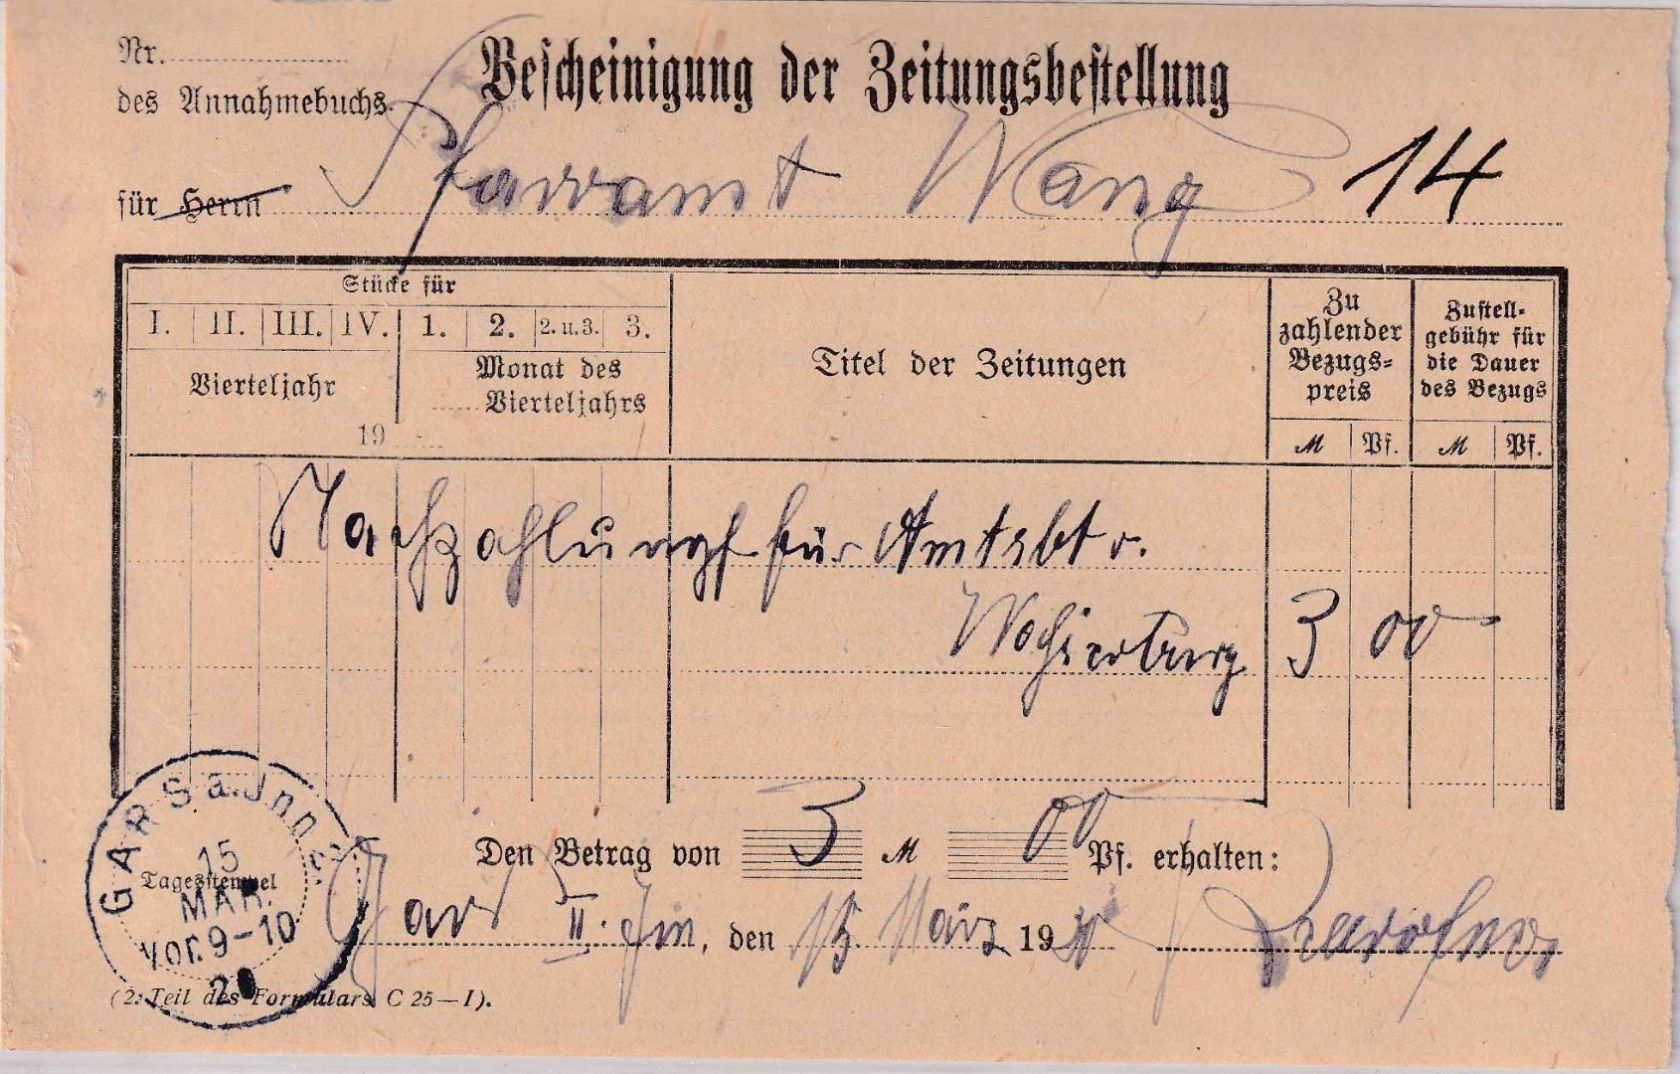 Nr.
Bescheinigung der Zeitungsbestellung
des Annahmebuchs.
für Herrn Pfarramt Wang 14
Stücke für
I. II. III. IV. 1. 2. 2. u. 3. 3.
Vierteljahr
Monat des
Vierteljahrs
19
Titel der Zeitungen
Zu
zahlender
Bezugs-
preis
M Pf.
Zustell-
gebühr für
die Dauer
des Bezugs
M Pf.
Nachzahlung für Amtsbl. v.
3 00
Den Betrag von 3 M 00 Pf. erhalten:
Gars Inn, den 15. März 19
GARS a. Inn
Tagesstempel
15
MAR.
vor. 9-10
(2. Teil des Formulars C 25—I).